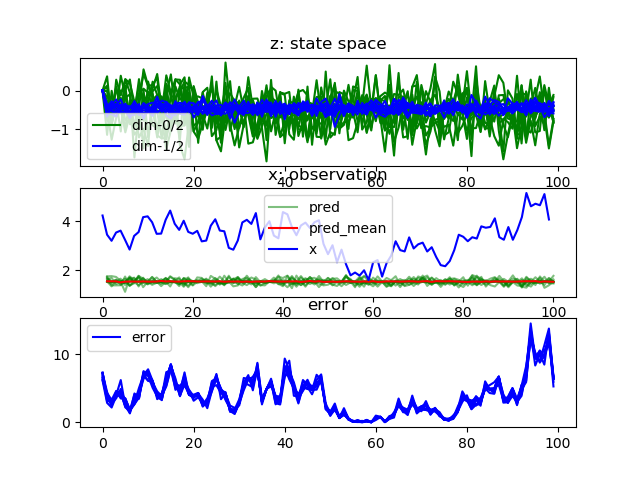 z: state space
0
−1
dim-0/2
dim-1/2
0 20 40 60 80 100
x: observation
4
2
pred
pred_mean
x
0 20 40 60 80 100
error
10
0
error
0 20 40 60 80 100